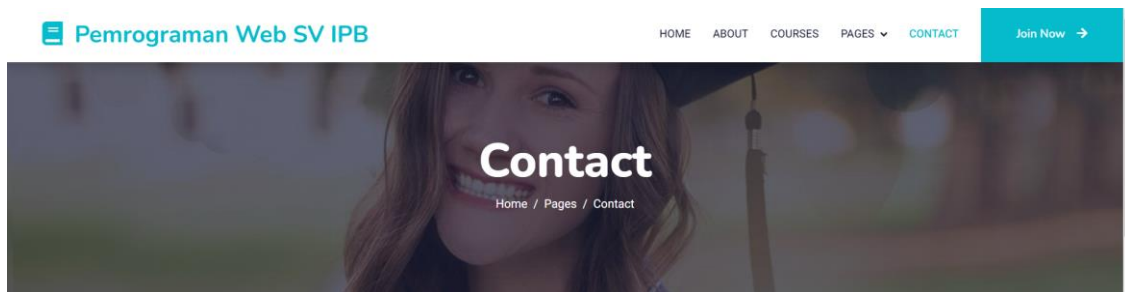 Pemrograman Web SV IPB
HOME ABOUT COURSES PAGES CONTACT Join Now
Contact
Home / Pages / Contact